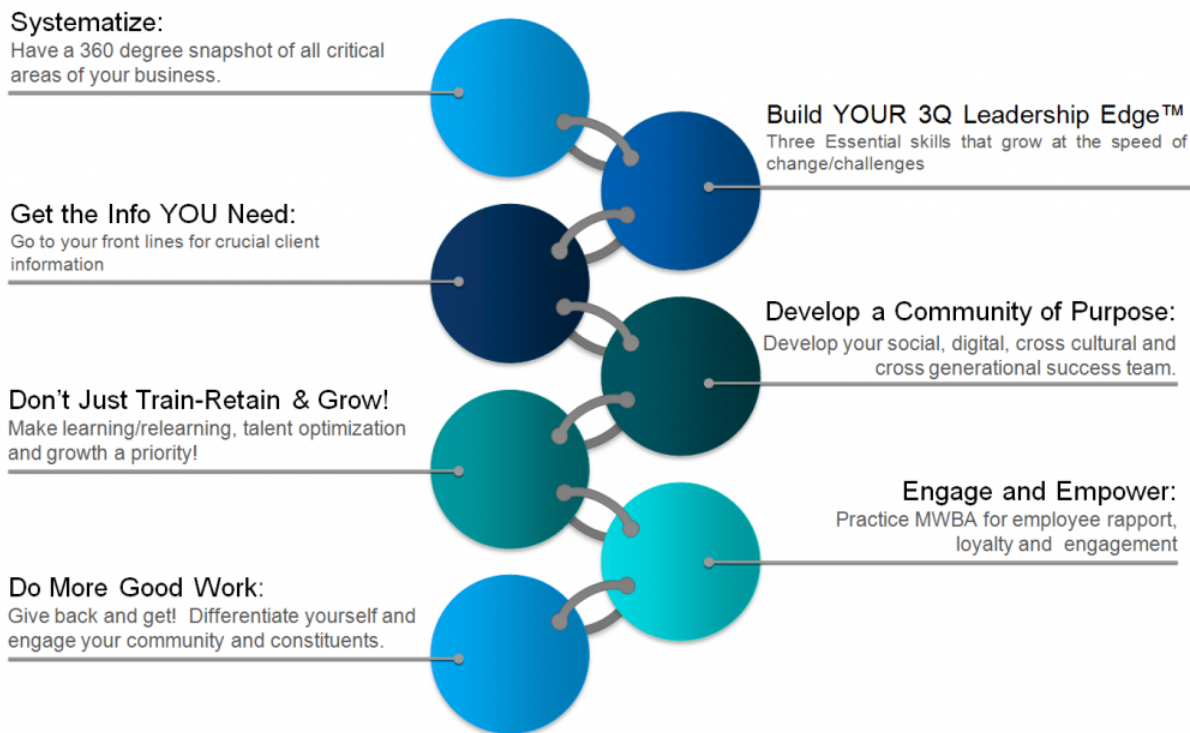 Systematize:
Have a 360 degree snapshot of all critical
areas of your business.
Build YOUR 3Q Leadership Edge™
Three Essential skills that grow at the speed of
change/challenges
Get the Info YOU Need:
Go to your front lines for crucial client
information
Develop a Community of Purpose:
Develop your social, digital, cross cultural and
cross generational success team.
Don't Just Train-Retain & Grow!
Make learning/relearning, talent optimization
and growth a priority!
Engage and Empower:
Practice MWBA for employee rapport,
loyalty and engagement
Do More Good Work:
Give back and get! Differentiate yourself and
engage your community and constituents.